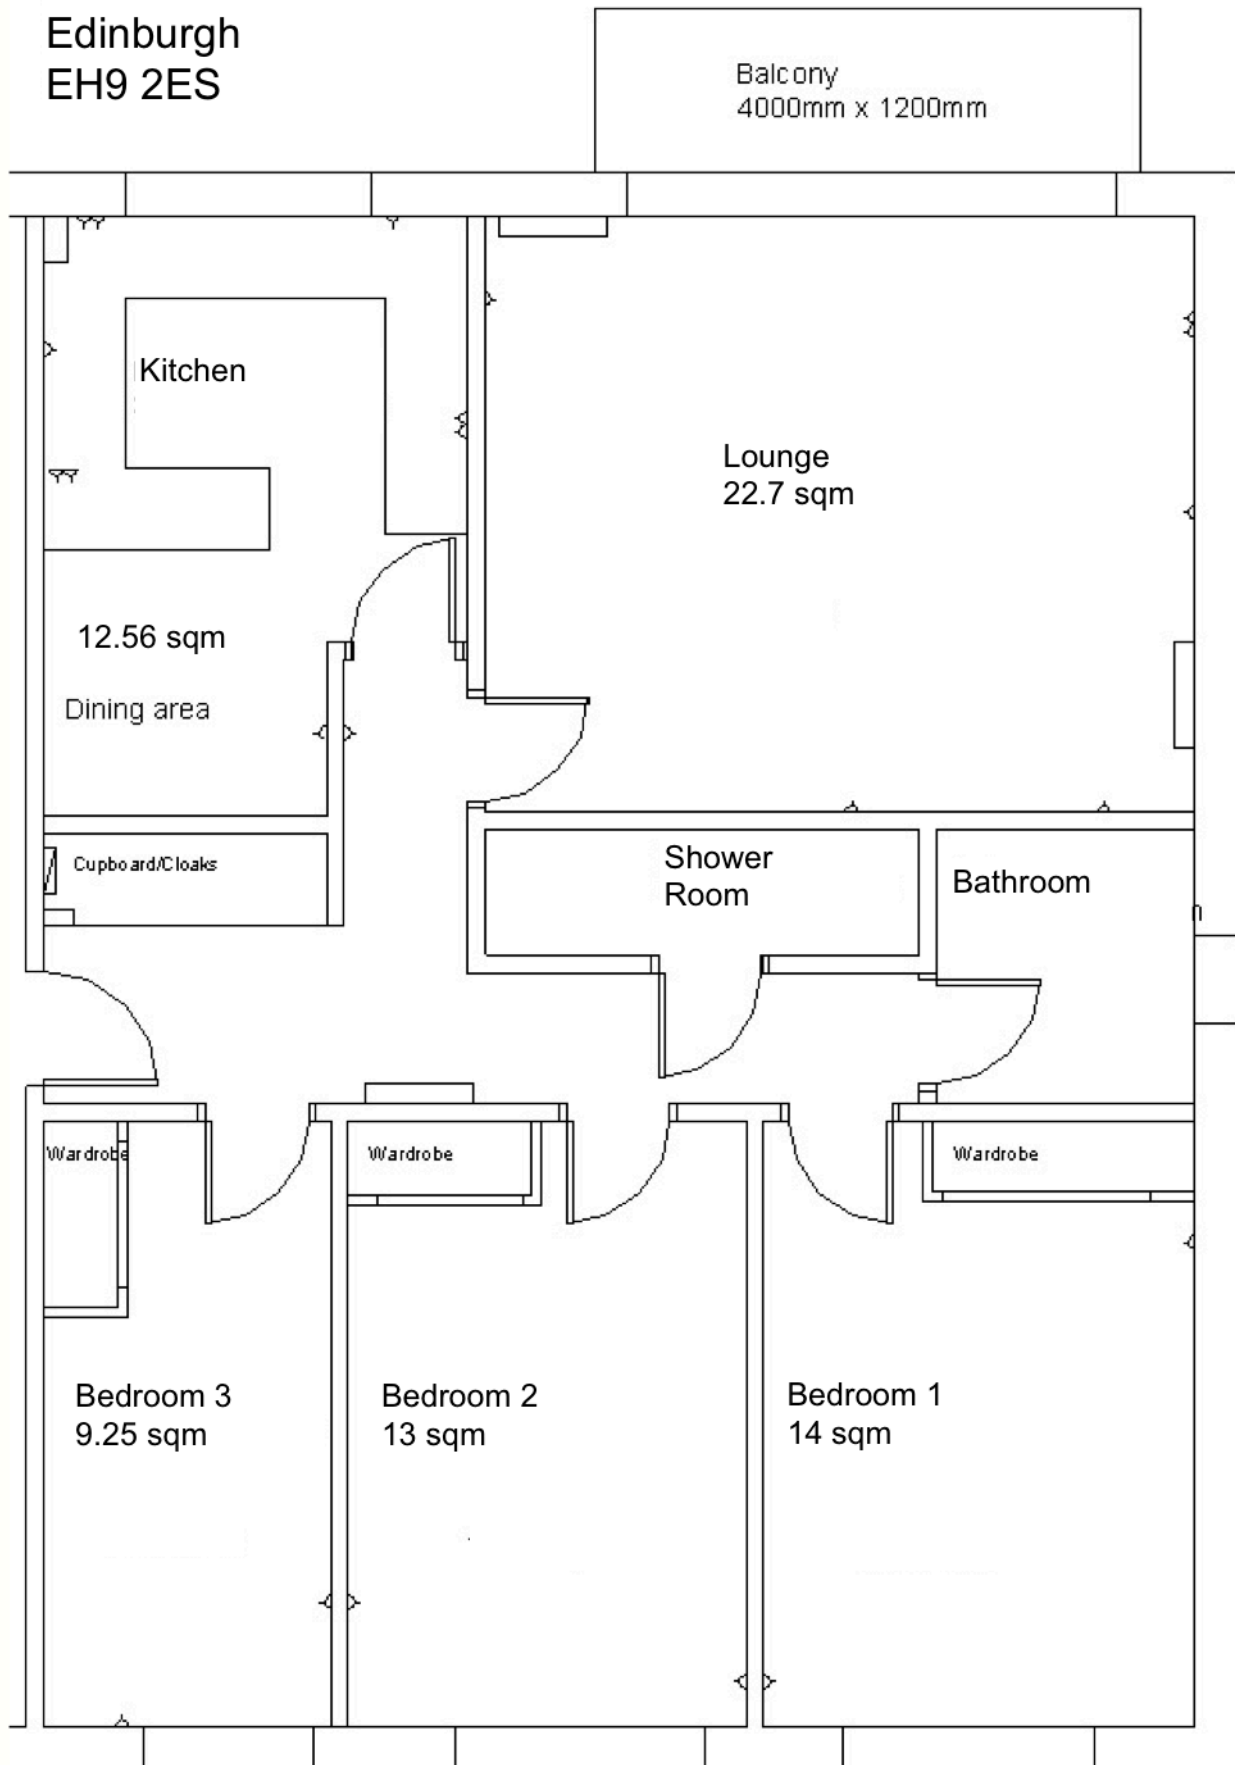 Edinburgh
EH9 2ES
Balcony
4000mm x 1200mm
Kitchen
Lounge
22.7 sqm
12.56 sqm
Dining area
Cupboard/Cloaks
Shower
Room
Bathroom
Wardrobe
Wardrobe
Wardrobe
Bedroom 3
9.25 sqm
Bedroom 2
13 sqm
Bedroom 1
14 sqm